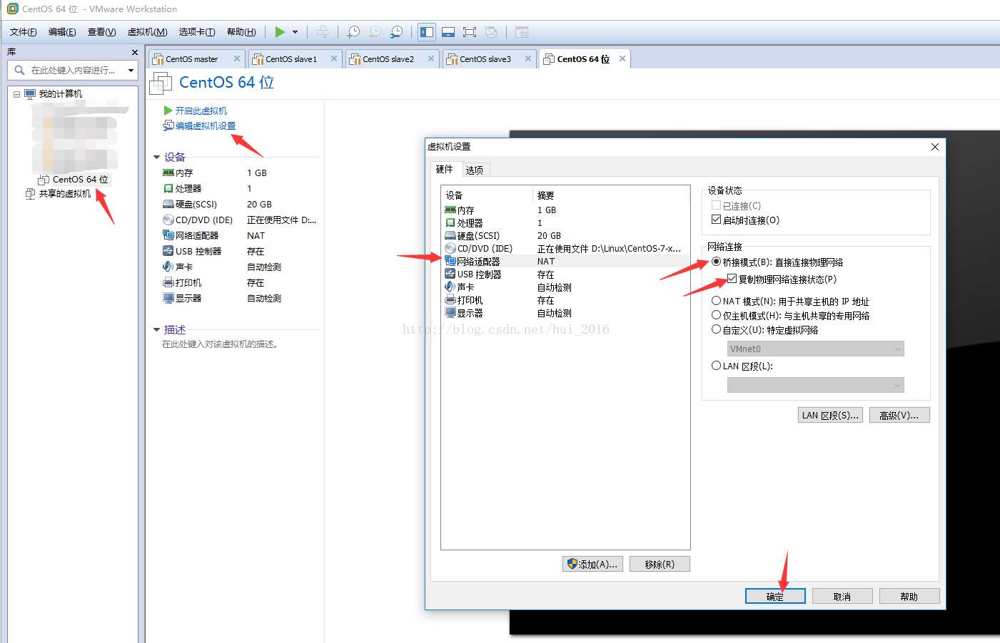 CentOS 64 位 - VMware Workstation
文件(F) 编辑(E) 查看(V) 虚拟机(M) 选项卡(T) 帮助(H)
库
在此处键入内容进行...
我的计算机
CentOS 64 位
共享的虚拟机
CentOS master
CentOS slave1
CentOS slave2
CentOS slave3
CentOS 64 位
CentOS 64 位
开启此虚拟机
编辑虚拟机设置
设备
内存 1 GB
处理器 1
硬盘(SCSI) 20 GB
CD/DVD (IDE) 正在使用文件 D:...
网络适配器 NAT
USB 控制器 存在
声卡 自动检测
打印机 存在
显示器 自动检测
描述
在此处键入对该虚拟机的描述。
虚拟机设置
硬件 选项
设备 摘要
内存 1 GB
处理器 1
硬盘(SCSI) 20 GB
CD/DVD (IDE) 正在使用文件 D:\Linux\CentOS-7-x...
网络适配器 NAT
USB 控制器 存在
声卡 自动检测
打印机 存在
显示器 自动检测
添加(A)... 移除(R)
设备状态
已连接(C)
启动时连接(O)
网络连接
桥接模式(B): 直接连接物理网络
复制物理网络连接状态(P)
NAT 模式(N): 用于共享主机的 IP 地址
仅主机模式(H): 与主机共享的专用网络
自定义(U): 特定虚拟网络
VMnet0
LAN 区段(L):
LAN 区段(S)... 高级(V)...
确定 取消 帮助
http://blog.csdn.net/hui_2016